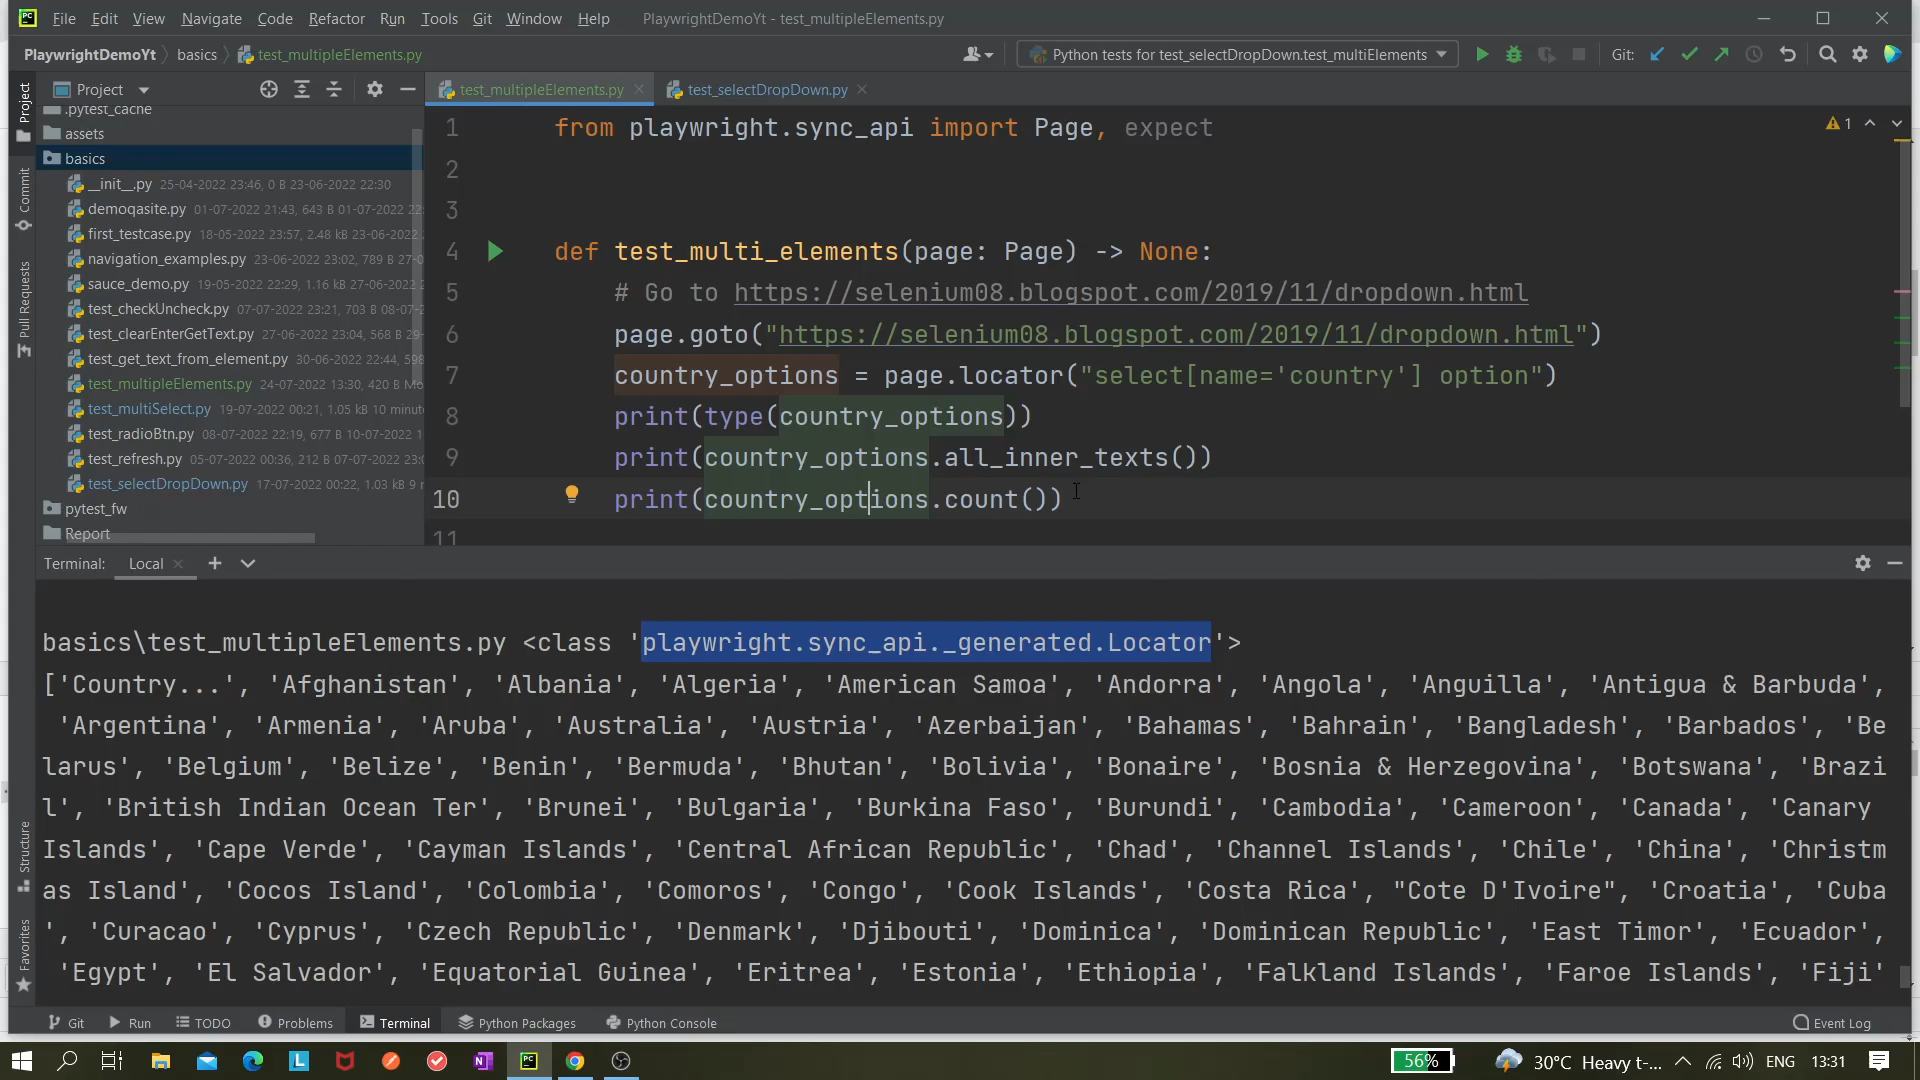 File Edit View Navigate Code Refactor Run Tools Git Window Help PlaywrightDemoYt - test_multipleElements.py
PlaywrightDemoYt basics test_multipleElements.py Python tests for test_selectDropDown.test_multiElements Git:
Project test_multipleElements.py test_selectDropDown.py
.pytest_cache
assets
basics
__init__.py 25-04-2022 23:46, 0 B 23-06-2022 22:30
demoqasite.py 01-07-2022 21:43, 643 B 01-07-2022 22:
first_testcase.py 18-05-2022 23:57, 2.48 kB 23-06-2022
navigation_examples.py 23-06-2022 23:02, 789 B 27-0
sauce_demo.py 19-05-2022 22:29, 1.16 kB 27-06-2022
test_checkUncheck.py 07-07-2022 23:21, 703 B 08-07-
test_clearEnterGetText.py 27-06-2022 23:04, 568 B 29-
test_get_text_from_element.py 30-06-2022 22:44, 598
test_multipleElements.py 24-07-2022 13:30, 420 B Mo
test_multiSelect.py 19-07-2022 00:21, 1.05 kB 10 minute
test_radioBtn.py 08-07-2022 22:19, 677 B 10-07-2022 1
test_refresh.py 05-07-2022 00:36, 212 B 07-07-2022 23:0
test_selectDropDown.py 17-07-2022 00:22, 1.03 kB 9 m
pytest_fw
Report
Project
Commit
Pull Requests
Structure
Favorites
1 from playwright.sync_api import Page, expect
1
2
3
4 def test_multi_elements(page: Page) -> None:
5 # Go to https://selenium08.blogspot.com/2019/11/dropdown.html
6 page.goto("https://selenium08.blogspot.com/2019/11/dropdown.html")
7 country_options = page.locator("select[name='country'] option")
8 print(type(country_options))
9 print(country_options.all_inner_texts())
10 print(country_options.count())
11
Terminal: Local
basics\test_multipleElements.py <class 'playwright.sync_api._generated.Locator'>
['Country...', 'Afghanistan', 'Albania', 'Algeria', 'American Samoa', 'Andorra', 'Angola', 'Anguilla', 'Antigua & Barbuda',
'Argentina', 'Armenia', 'Aruba', 'Australia', 'Austria', 'Azerbaijan', 'Bahamas', 'Bahrain', 'Bangladesh', 'Barbados', 'Be
larus', 'Belgium', 'Belize', 'Benin', 'Bermuda', 'Bhutan', 'Bolivia', 'Bonaire', 'Bosnia & Herzegovina', 'Botswana', 'Brazi
l', 'British Indian Ocean Ter', 'Brunei', 'Bulgaria', 'Burkina Faso', 'Burundi', 'Cambodia', 'Cameroon', 'Canada', 'Canary
Islands', 'Cape Verde', 'Cayman Islands', 'Central African Republic', 'Chad', 'Channel Islands', 'Chile', 'China', 'Christm
as Island', 'Cocos Island', 'Colombia', 'Comoros', 'Congo', 'Cook Islands', 'Costa Rica', "Cote D'Ivoire", 'Croatia', 'Cuba
', 'Curacao', 'Cyprus', 'Czech Republic', 'Denmark', 'Djibouti', 'Dominica', 'Dominican Republic', 'East Timor', 'Ecuador',
'Egypt', 'El Salvador', 'Equatorial Guinea', 'Eritrea', 'Estonia', 'Ethiopia', 'Falkland Islands', 'Faroe Islands', 'Fiji'
Git Run TODO Problems Terminal Python Packages Python Console Event Log
56% 30°C Heavy t-... ENG 13:31